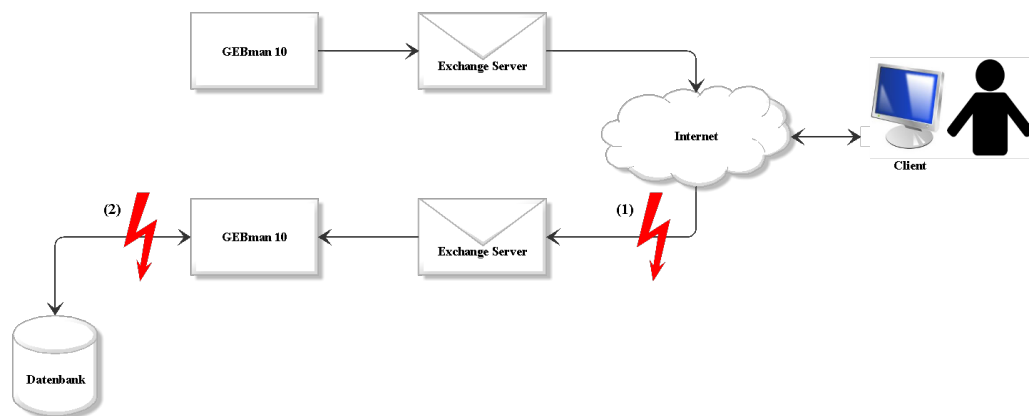 GEBman 10
Exchange Server
Internet
Client
(2)
(1)
GEBman 10
Exchange Server
Datenbank